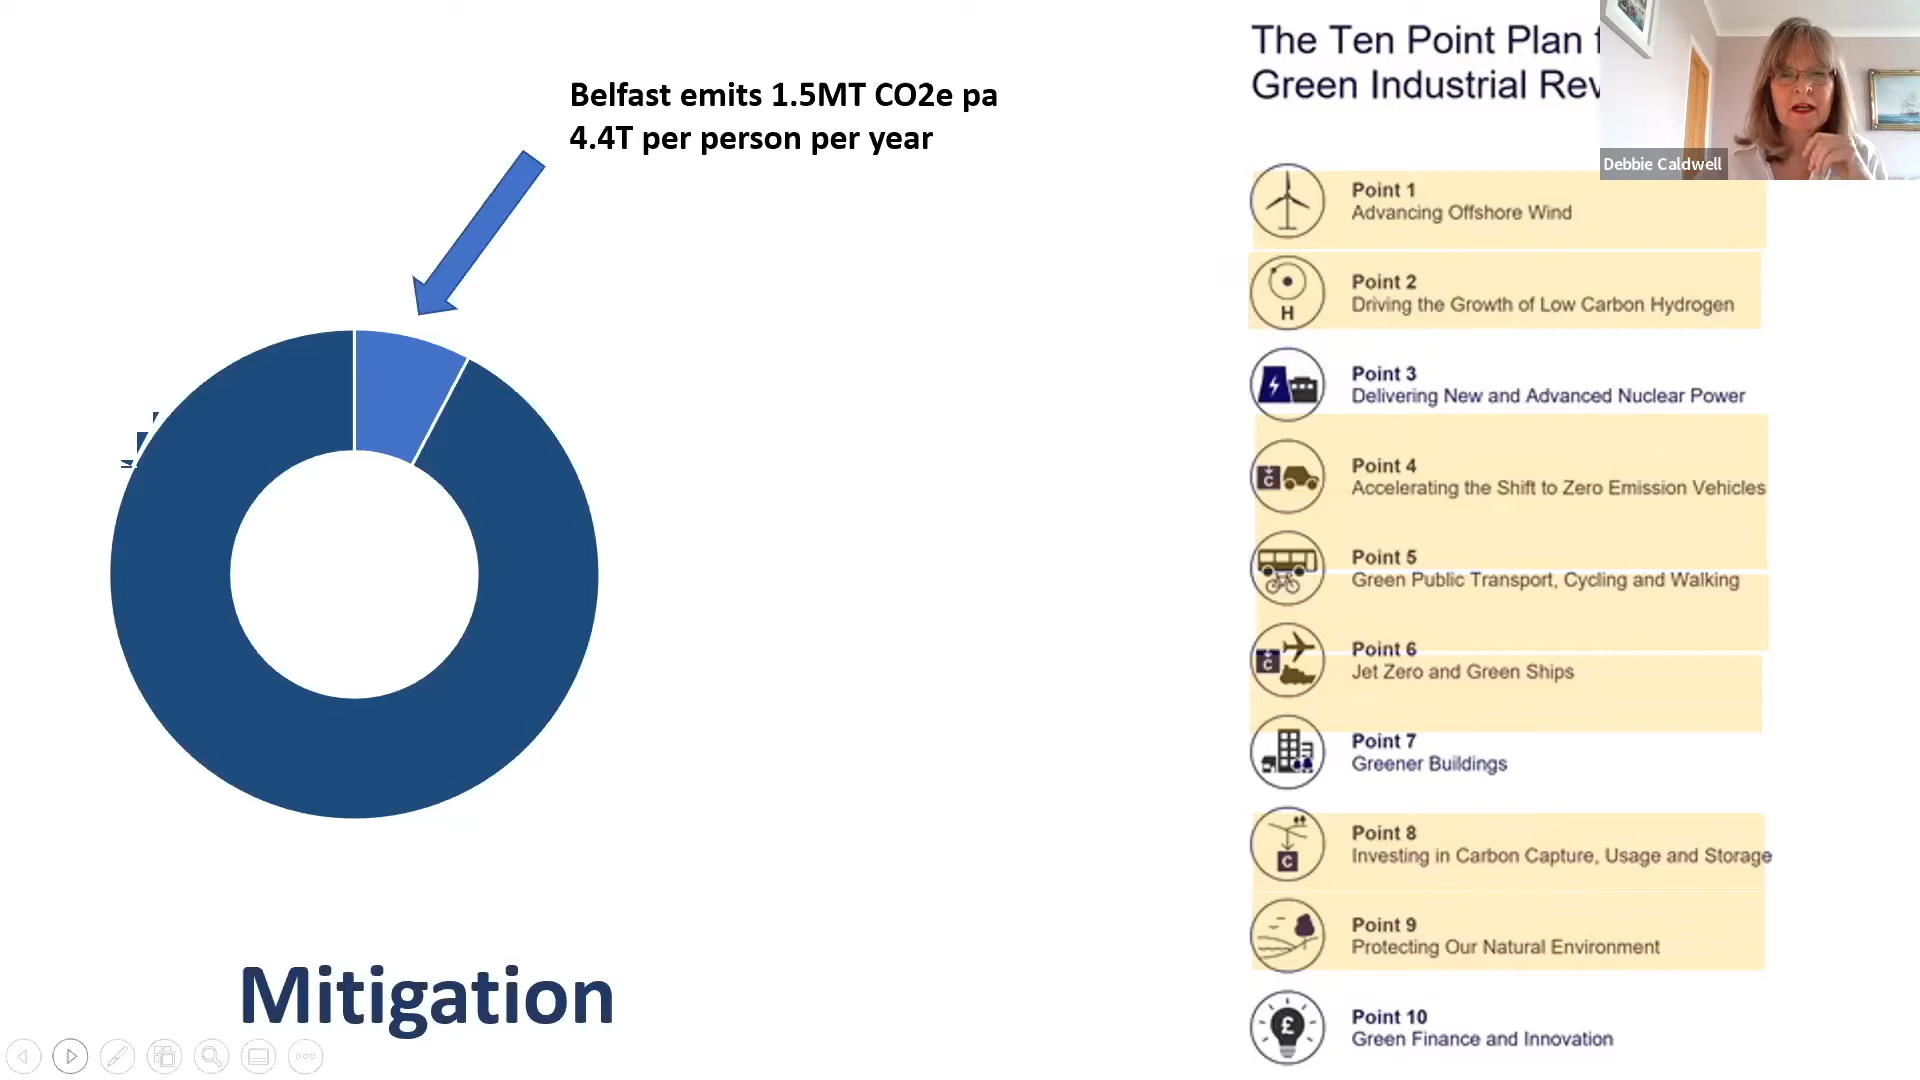 Belfast emits 1.5MT CO2e pa
4.4T per person per year
Mitigation
The Ten Point Plan
Green Industrial
Debbie Caldwell
Point 1
Advancing Offshore Wind
H
Point 2
Driving the Growth of Low Carbon Hydrogen
Point 3
Delivering New and Advanced Nuclear Power
C
Point 4
Accelerating the Shift to Zero Emission Vehicles
Point 5
Green Public Transport, Cycling and Walking
C
Point 6
Jet Zero and Green Ships
Point 7
Greener Buildings
C
Point 8
Investing in Carbon Capture, Usage and Storage
Point 9
Protecting Our Natural Environment
£
Point 10
Green Finance and Innovation